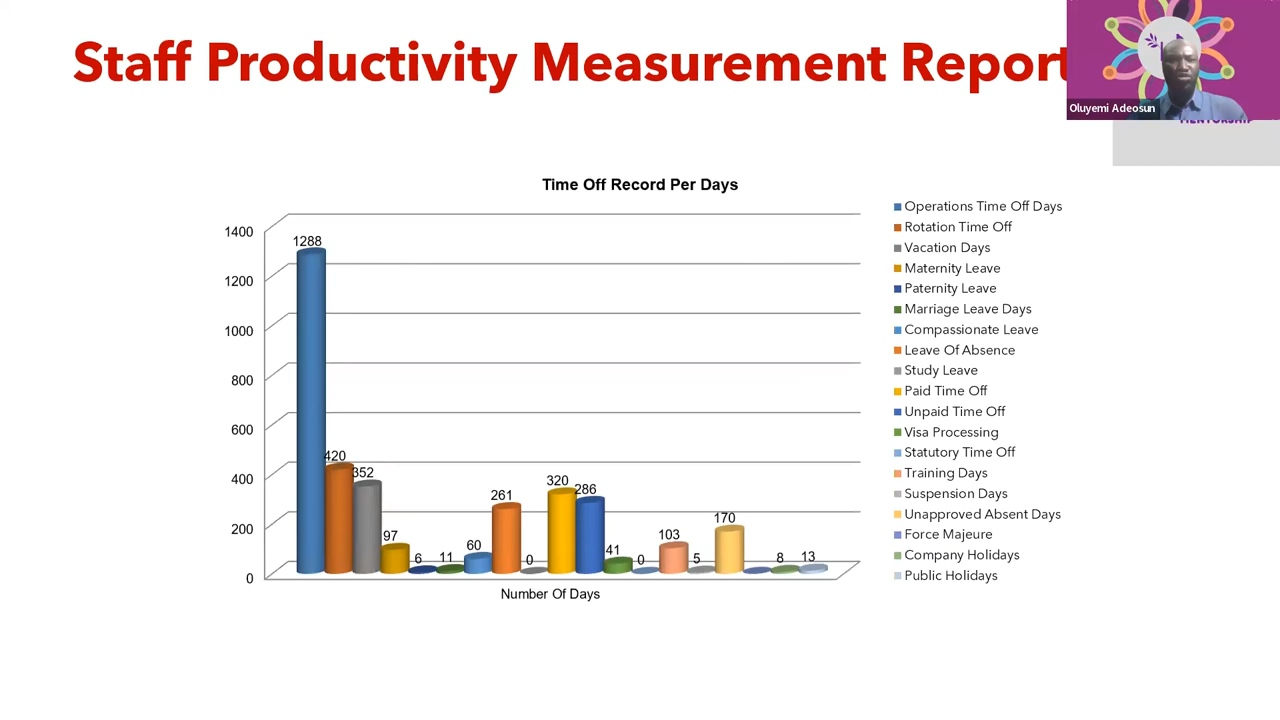 Staff Productivity Measurement Report
Oluyemi Adeosun
MENTORSHIP
Time Off Record Per Days
1400
1200
1000
800
600
400
200
0
1288
420
352
97
6
11
60
261
0
320
286
41
0
103
5
170
8
13
Number Of Days
Operations Time Off Days
Rotation Time Off
Vacation Days
Maternity Leave
Paternity Leave
Marriage Leave Days
Compassionate Leave
Leave Of Absence
Study Leave
Paid Time Off
Unpaid Time Off
Visa Processing
Statutory Time Off
Training Days
Suspension Days
Unapproved Absent Days
Force Majeure
Company Holidays
Public Holidays